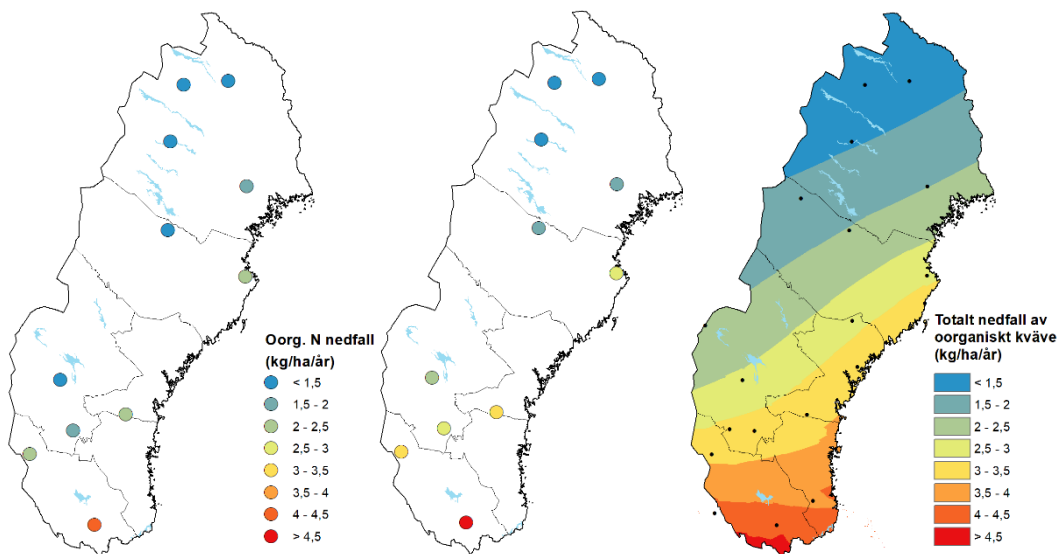 Oorg. N nedfall
(kg/ha/år)
< 1,5
1,5 - 2
2 - 2,5
2,5 - 3
3 - 3,5
3,5 - 4
4 - 4,5
> 4,5
Totalt nedfall av
oorganiskt kväve
(kg/ha/år)
< 1,5
1,5 - 2
2 - 2,5
2,5 - 3
3 - 3,5
3,5 - 4
4 - 4,5
> 4,5